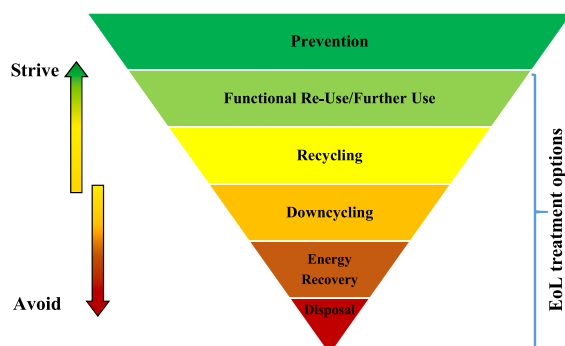 Prevention
Strive
Functional Re-Use/Further Use
Recycling
Downcycling
Energy
Recovery
Avoid
Disposal
EoL treatment options